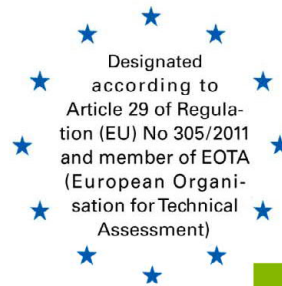 Designated
according to
Article 29 of Regula-
tion (EU) No 305/2011
and member of EOTA
(European Organi-
sation for Technical
Assessment)